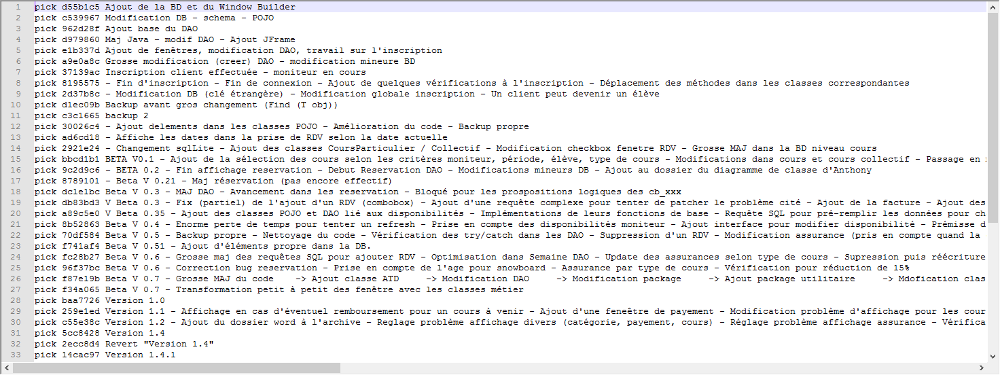 1 pick d55b1c5 Ajout de la BD et du Window Builder
2 pick c539967 Modification DB - schema - POJO
3 pick 962d28f Ajout base du DAO
4 pick d979860 Maj Java - modif DAO - Ajout JFrame
5 pick e1b337d Ajout de fenêtres, modification DAO, travail sur l'inscription
6 pick a9e0a8c Grosse modification (creer) DAO - modification mineure BD
7 pick 37139ac Inscription client effectuée - moniteur en cours
8 pick 8195575 - Fin d'inscription - Fin de connexion - Ajout de quelques vérifications à l'inscription - Déplacement des méthodes dans les classes correspondantes
9 pick 2d37b8c - Modification DB (clé étrangère) - Modification globale inscription - Un client peut devenir un élève
10 pick d1ec09b Backup avant gros changement (Find (T obj))
11 pick c3c1665 backup 2
12 pick 30026c4 - Ajout delements dans les classes POJO - Amélioration du code - Backup propre
13 pick ad6cd18 - Affiche les dates dans la prise de RDV selon la date actuelle
14 pick 2921e24 - Changement sqlLite - Ajout des classes CoursParticulier / Collectif - Modification checkbox fenetre RDV - Grosse MAJ dans la BD niveau cours
15 pick bbcd1b1 BETA V0.1 - Ajout de la sélection des cours selon les critères moniteur, période, élève, type de cours - Modifications dans cours et cours collectif - Passage en
16 pick 9c2d9c6 - BETA 0.2 - Fin affichage reservation - Debut Reservation DAO - Modifications mineurs DB - Ajout au dossier du diagramme de classe d'Anthony
17 pick 8789101 - Beta V 0.21 - Maj réservation (pas encore effectif)
18 pick dc1e1bc Beta V 0.3 - MAJ DAO - Avancement dans les reservation - Bloqué pour les prospositions logiques des cb_xxx
19 pick db83bd3 V Beta 0.3 - Fix (partiel) de l'ajout d'un RDV (combobox) - Ajout d'une requête complexe pour tenter de patcher le problème cité - Ajout de la facture - Ajout des
20 pick a89c5e0 V Beta 0.35 - Ajout des classes POJO et DAO lié aux disponibilités - Implémentations de leurs fonctions de base - Requête SQL pour pré-remplir les données pour ch
21 pick 8b52863 Beta V 0.4 - Enorme perte de temps pour tenter un refresh - Prise en compte des disponibilités moniteur - Ajout interface pour modifier disponibilité - Prémisse d
22 pick 70df584 Beta V 0.5 - Backup propre - Nettoyage du code - Vérification des try/catch dans les DAO - Suppression d'un RDV - Modification assurance (pris en compte quand la
23 pick f741af4 Beta V 0.51 - Ajout d'éléments propre dans la DB.
24 pick fc28b27 Beta V 0.6 - Grosse maj des requêtes SQL pour ajouter RDV - Optimisation dans Semaine DAO - Update des assurances selon type de cours - Supression puis réécriture
25 pick 96f37bc Beta V 0.6 - Correction bug reservation - Prise en compte de l'age pour snowboard - Assurance par type de cours - Vérification pour réduction de 15%
26 pick f87e19b Beta V 0.7 - Grosse MAJ du code    -> Ajout classe ATD    -> Modification DAO    -> Modification package    -> Ajout package utilitaire    -> Mdofication clas
27 pick f34a065 Beta V 0.7 - Transformation petit à petit des fenêtre avec les classes métier
28 pick baa7726 Version 1.0
29 pick 259e1ed Version 1.1 - Affichage en cas d'éventuel remboursement pour un cours à venir - Ajout d'une feneêtre de payement - Modification problème d'affichage pour les cour
30 pick c55e38c Version 1.2 - Ajout du dossier word à l'archive - Reglage problème affichage divers (catégorie, payement, cours) - Réglage problème affichage assurance - Vérifica
31 pick 5cc8428 Version 1.4
32 pick 2ecc8d4 Revert "Version 1.4"
33 pick 14cac97 Version 1.4.1